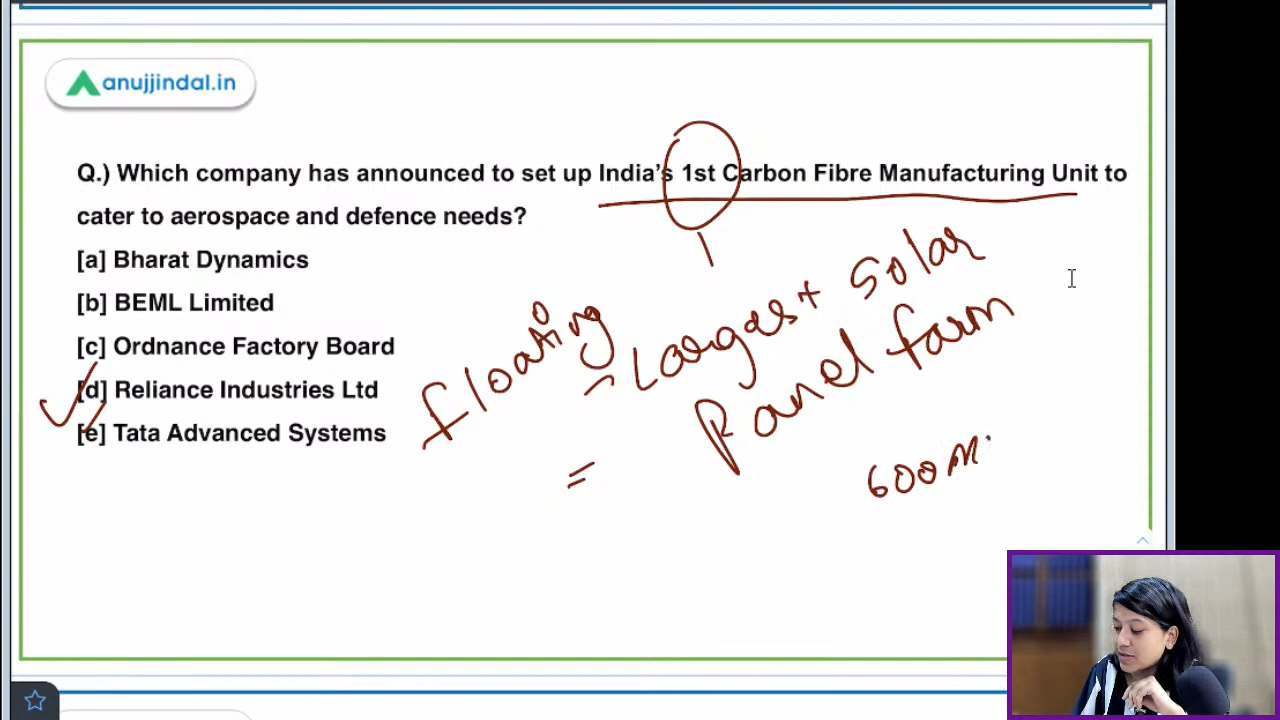 anujjindal.in
Q.) Which company has announced to set up India's 1st Carbon Fibre Manufacturing Unit to
cater to aerospace and defence needs?
[a] Bharat Dynamics
[b] BEML Limited
[c] Ordnance Factory Board
[d] Reliance Industries Ltd
[e] Tata Advanced Systems
floating
= Largest Solar
Panel farm
=
600 M